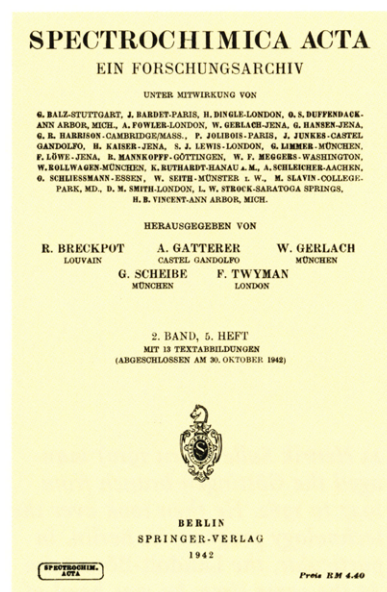 SPECTROCHIMICA ACTA
EIN FORSCHUNGSARCHIV
UNTER MITWIRKUNG VON
G. BALZ-STUTTGART, J. BARDET-PARIS, H. DINGLE-LONDON, O. S. DUFFENDACK-
ANN ARBOR, MICH., A. FOWLER-LONDON, W. GERLACH-JENA, G. HANSEN-JENA,
G. R. HARRISON-CAMBRIDGE/MASS., P. JOLIBOIS-PARIS, J. JUNKES-CASTEL
GANDOLFO, H. KAISER-JENA, S. J. LEWIS-LONDON, G. LIMMER-MÜNCHEN,
F. LÖWE-JENA, R. MANNKOPFF-GÖTTINGEN, W. F. MEGGERS-WASHINGTON,
W. ROLLWAGEN-MÜNCHEN, K. RUTHARDT-HANAU a. M., A. SCHLEICHER-AACHEN,
O. SCHLIESSMANN-ESSEN, W. SEITH-MÜNSTER i. W., M. SLAVIN-COLLEGE-
PARK, MD., D. M. SMITH-LONDON, L. W. STROCK-SARATOGA SPRINGS,
H. B. VINCENT-ANN ARBOR, MICH.
HERAUSGEGEBEN VON
R. BRECKPOT A. GATTERER W. GERLACH
LOUVAIN CASTEL GANDOLFO MÜNCHEN
G. SCHEIBE F. TWYMAN
MÜNCHEN LONDON
2. BAND, 5. HEFT
MIT 13 TEXTABBILDUNGEN
(ABGESCHLOSSEN AM 30. OKTOBER 1942)
S
BERLIN
SPRINGER-VERLAG
1942
SPECTROCHIM.
ACTA
Preis RM 4.40